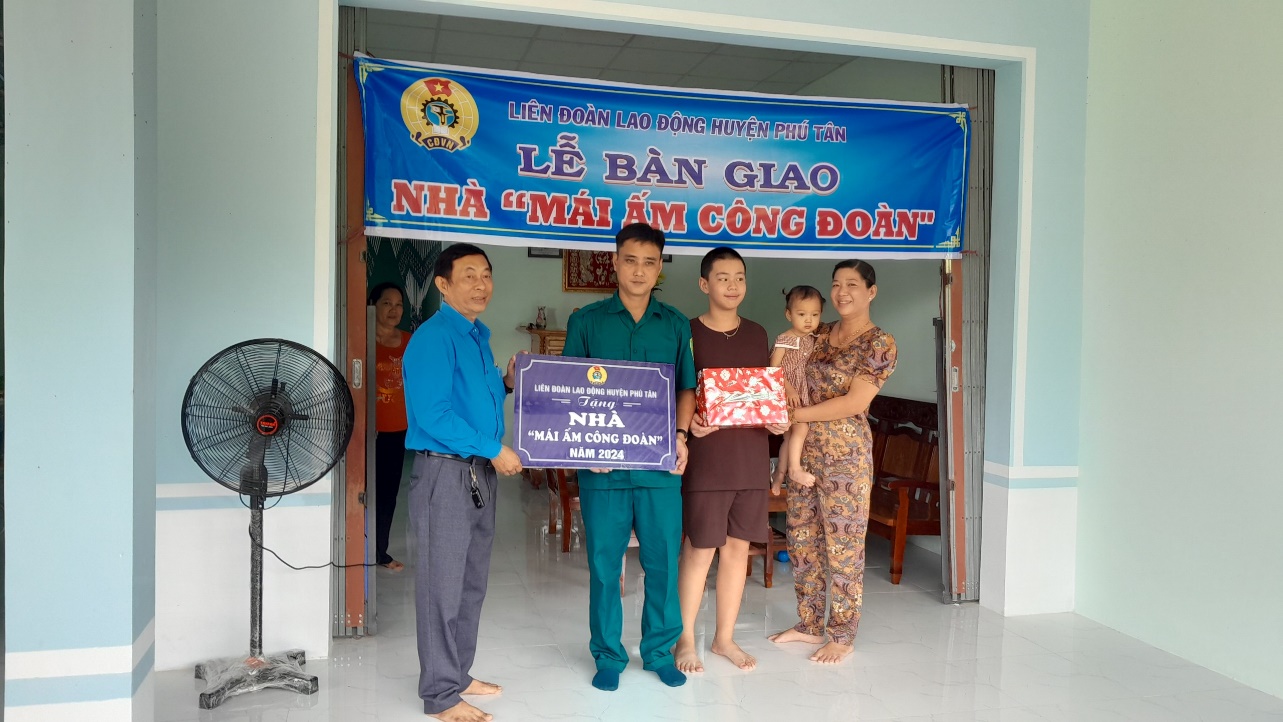 LIÊN ĐOÀN LAO ĐỘNG HUYỆN PHÚ TÂN
LỄ BÀN GIAO
NHÀ “MÁI ẤM CÔNG ĐOÀN"
CĐVN
LIÊN ĐOÀN LAO ĐỘNG HUYỆN PHÚ TÂN
Tặng
NHÀ
“MÁI ẤM CÔNG ĐOÀN”
NĂM 2024